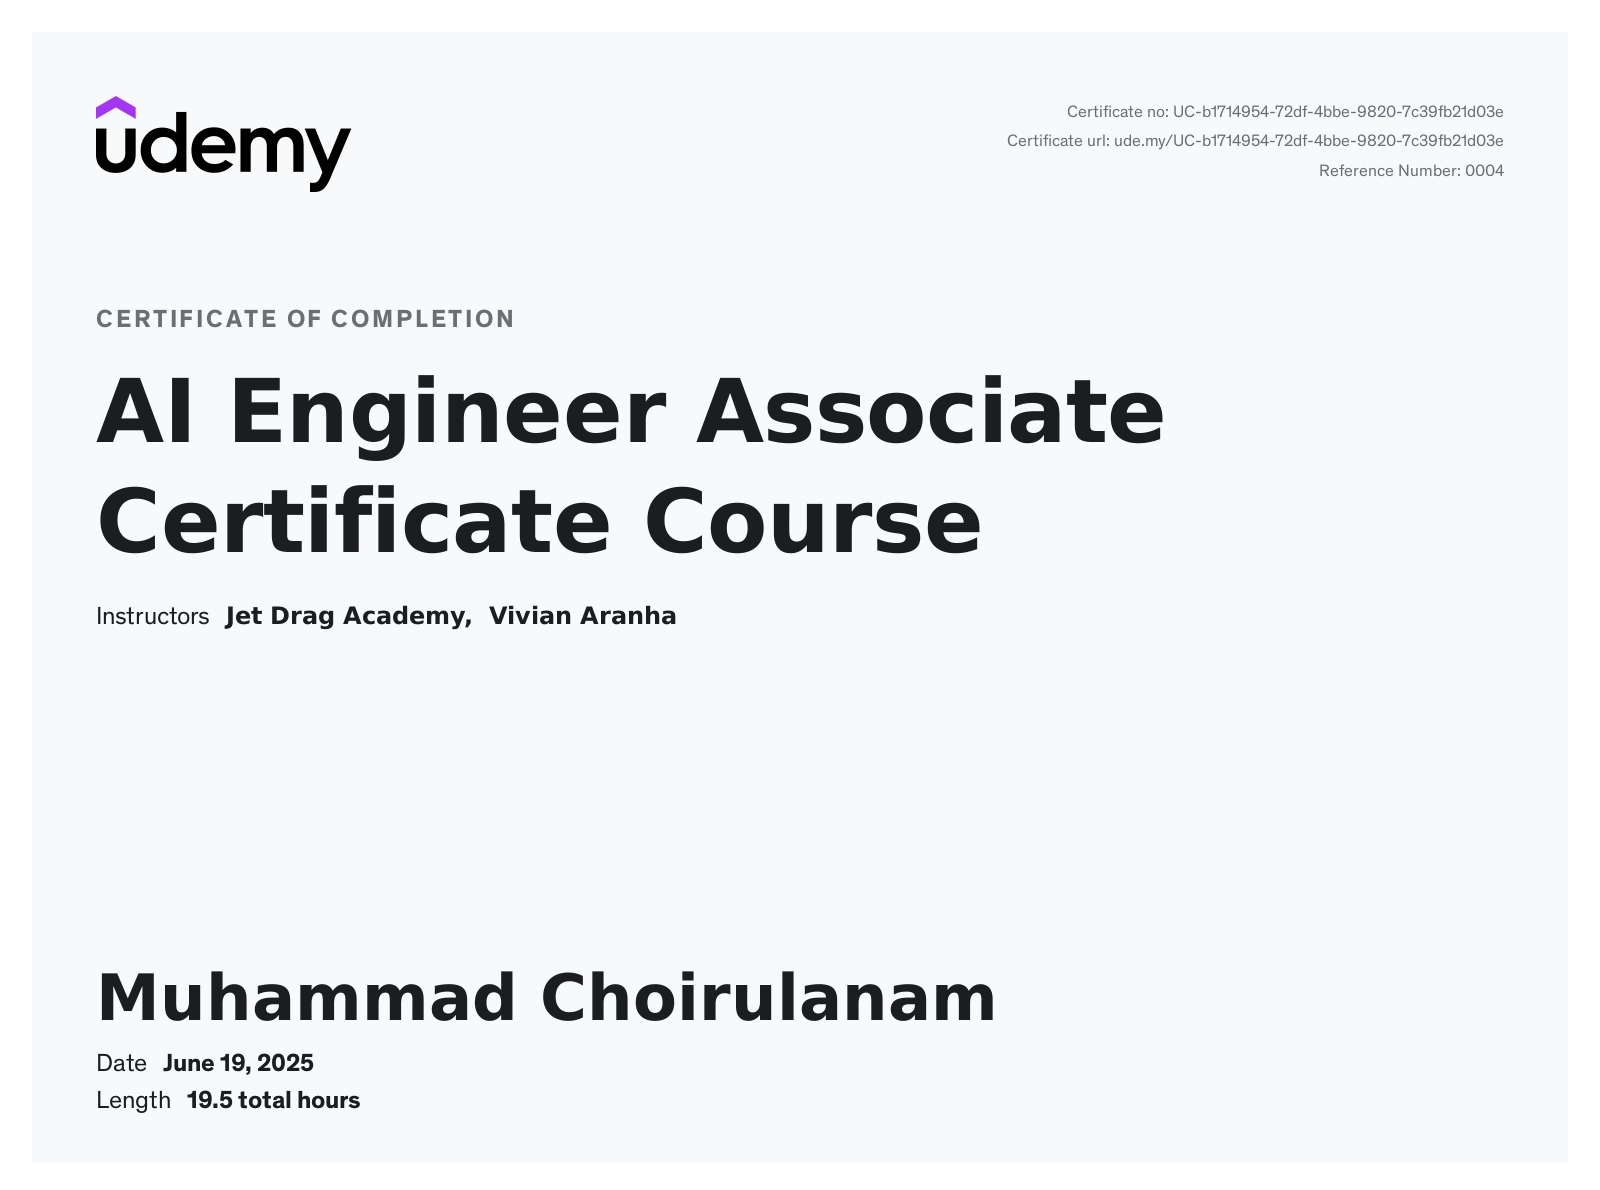 udemy
Certificate no: UC-b1714954-72df-4bbe-9820-7c39fb21d03e
Certificate url: ude.my/UC-b1714954-72df-4bbe-9820-7c39fb21d03e
Reference Number: 0004
CERTIFICATE OF COMPLETION
AI Engineer Associate
Certificate Course
Instructors Jet Drag Academy, Vivian Aranha
Muhammad Choirulanam
Date June 19, 2025
Length 19.5 total hours